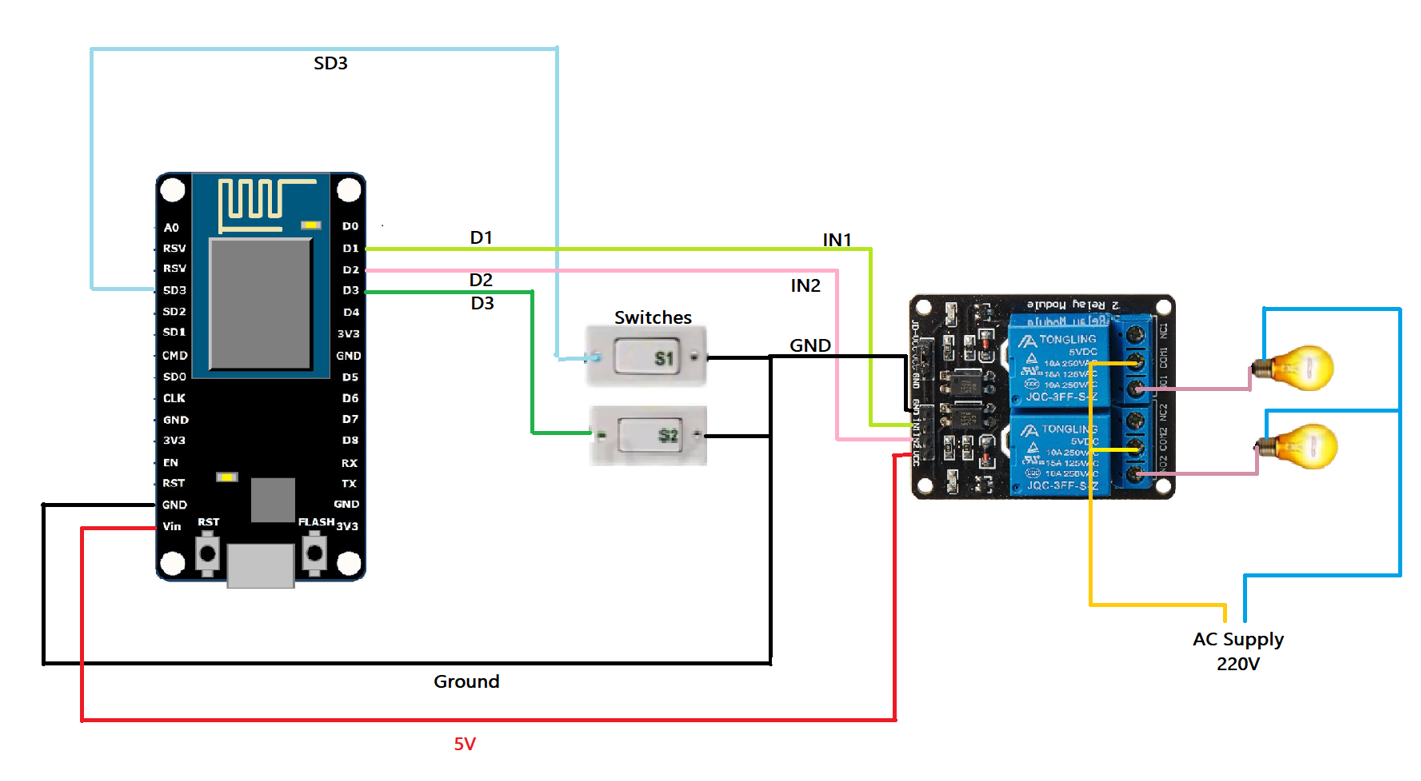 SD3
A0
RSV
RSV
SD3
SD2
SD1
CMD
SD0
CLK
GND
3V3
EN
RST
GND
Vin
D0
D1
D2
D3
D4
3V3
GND
D5
D6
D7
D8
RX
TX
GND
3V3
RST
FLASH
D1
D2
D3
IN1
IN2
GND
Switches
S1
S2
2 Relay Module
TONGLING
5VDC
10A 250VAC
15A 125VAC
10A 250VAC
JQC-3FF-S-Z
TONGLING
5VDC
10A 250VAC
15A 125VAC
10A 250VAC
JQC-3FF-S-Z
GND
GND
IN1
IN2
VCC
NC1
COM1
NC2
COM2
NO2
AC Supply
220V
Ground
5V